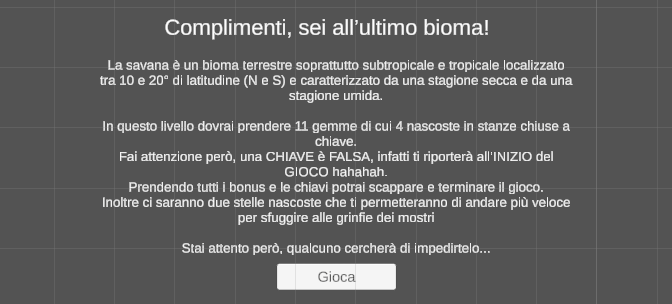 Complimenti, sei all'ultimo bioma!
La savana è un bioma terrestre soprattutto subtropicale e tropicale localizzato
tra 10 e 20° di latitudine (N e S) e caratterizzato da una stagione secca e da una
stagione umida.
In questo livello dovrai prendere 11 gemme di cui 4 nascoste in stanze chiuse a
chiave.
Fai attenzione però, una CHIAVE è FALSA, infatti ti riporterà all'INIZIO del
GIOCO hahahah.
Prendendo tutti i bonus e le chiavi potrai scappare e terminare il gioco.
Inoltre ci saranno due stelle nascoste che ti permetteranno di andare più veloce
per sfuggire alle grinfie dei mostri
Stai attento però, qualcuno cercherà di impedirtelo...
Gioca